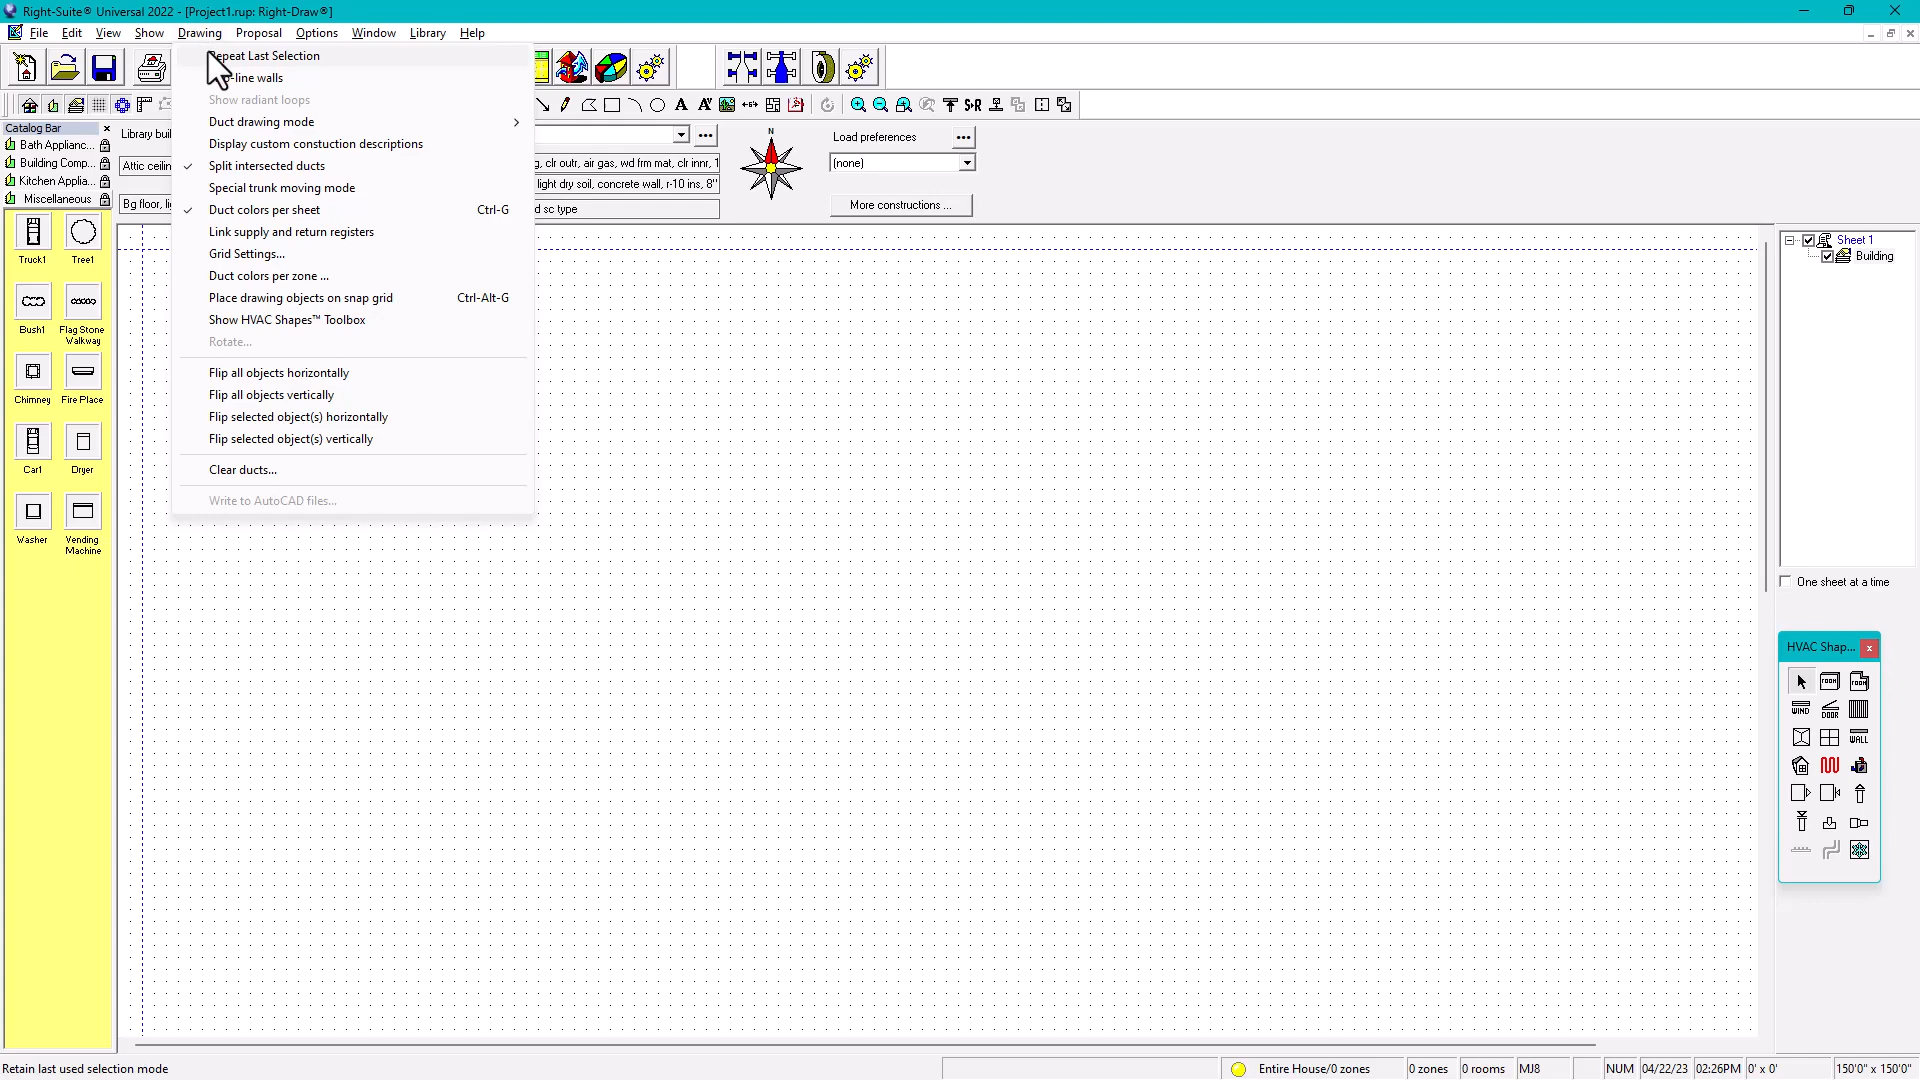 Right-Suite® Universal 2022 - [Project1.rup: Right-Draw®]
File Edit View Show Drawing Proposal Options Window Library Help
Repeat Last Selection
-line walls
Show radiant loops
Duct drawing mode
Display custom constuction descriptions
Split intersected ducts
Special trunk moving mode
Duct colors per sheet Ctrl-G
Link supply and return registers
Grid Settings...
Duct colors per zone ...
Place drawing objects on snap grid Ctrl-Alt-G
Show HVAC Shapes™ Toolbox
Rotate...
Flip all objects horizontally
Flip all objects vertically
Flip selected object(s) horizontally
Flip selected object(s) vertically
Clear ducts...
Write to AutoCAD files...
A
S•R
Catalog Bar
Bath Applianc...
Building Comp...
Kitchen Applia...
Miscellaneous
Library buil
Attic ceilin
Bg floor, li
g, clr outr, air gas, wd frm mat, clr innr, 1
light dry soil, concrete wall, r-10 ins, 8"
d sc type
N
Load preferences
(none)
More constructions ...
Truck1 Tree1
Bush1 Flag Stone Walkway
Chimney Fire Place
Car1 Dryer
Washer Vending Machine
Sheet 1
Building
One sheet at a time
HVAC Shap...
ROOM ROOM
WIND DOOR
WALL
Retain last used selection mode
Entire House/0 zones 0 zones 0 rooms MJ8 NUM 04/22/23 02:26PM 0' x 0' 150'0" x 150'0"